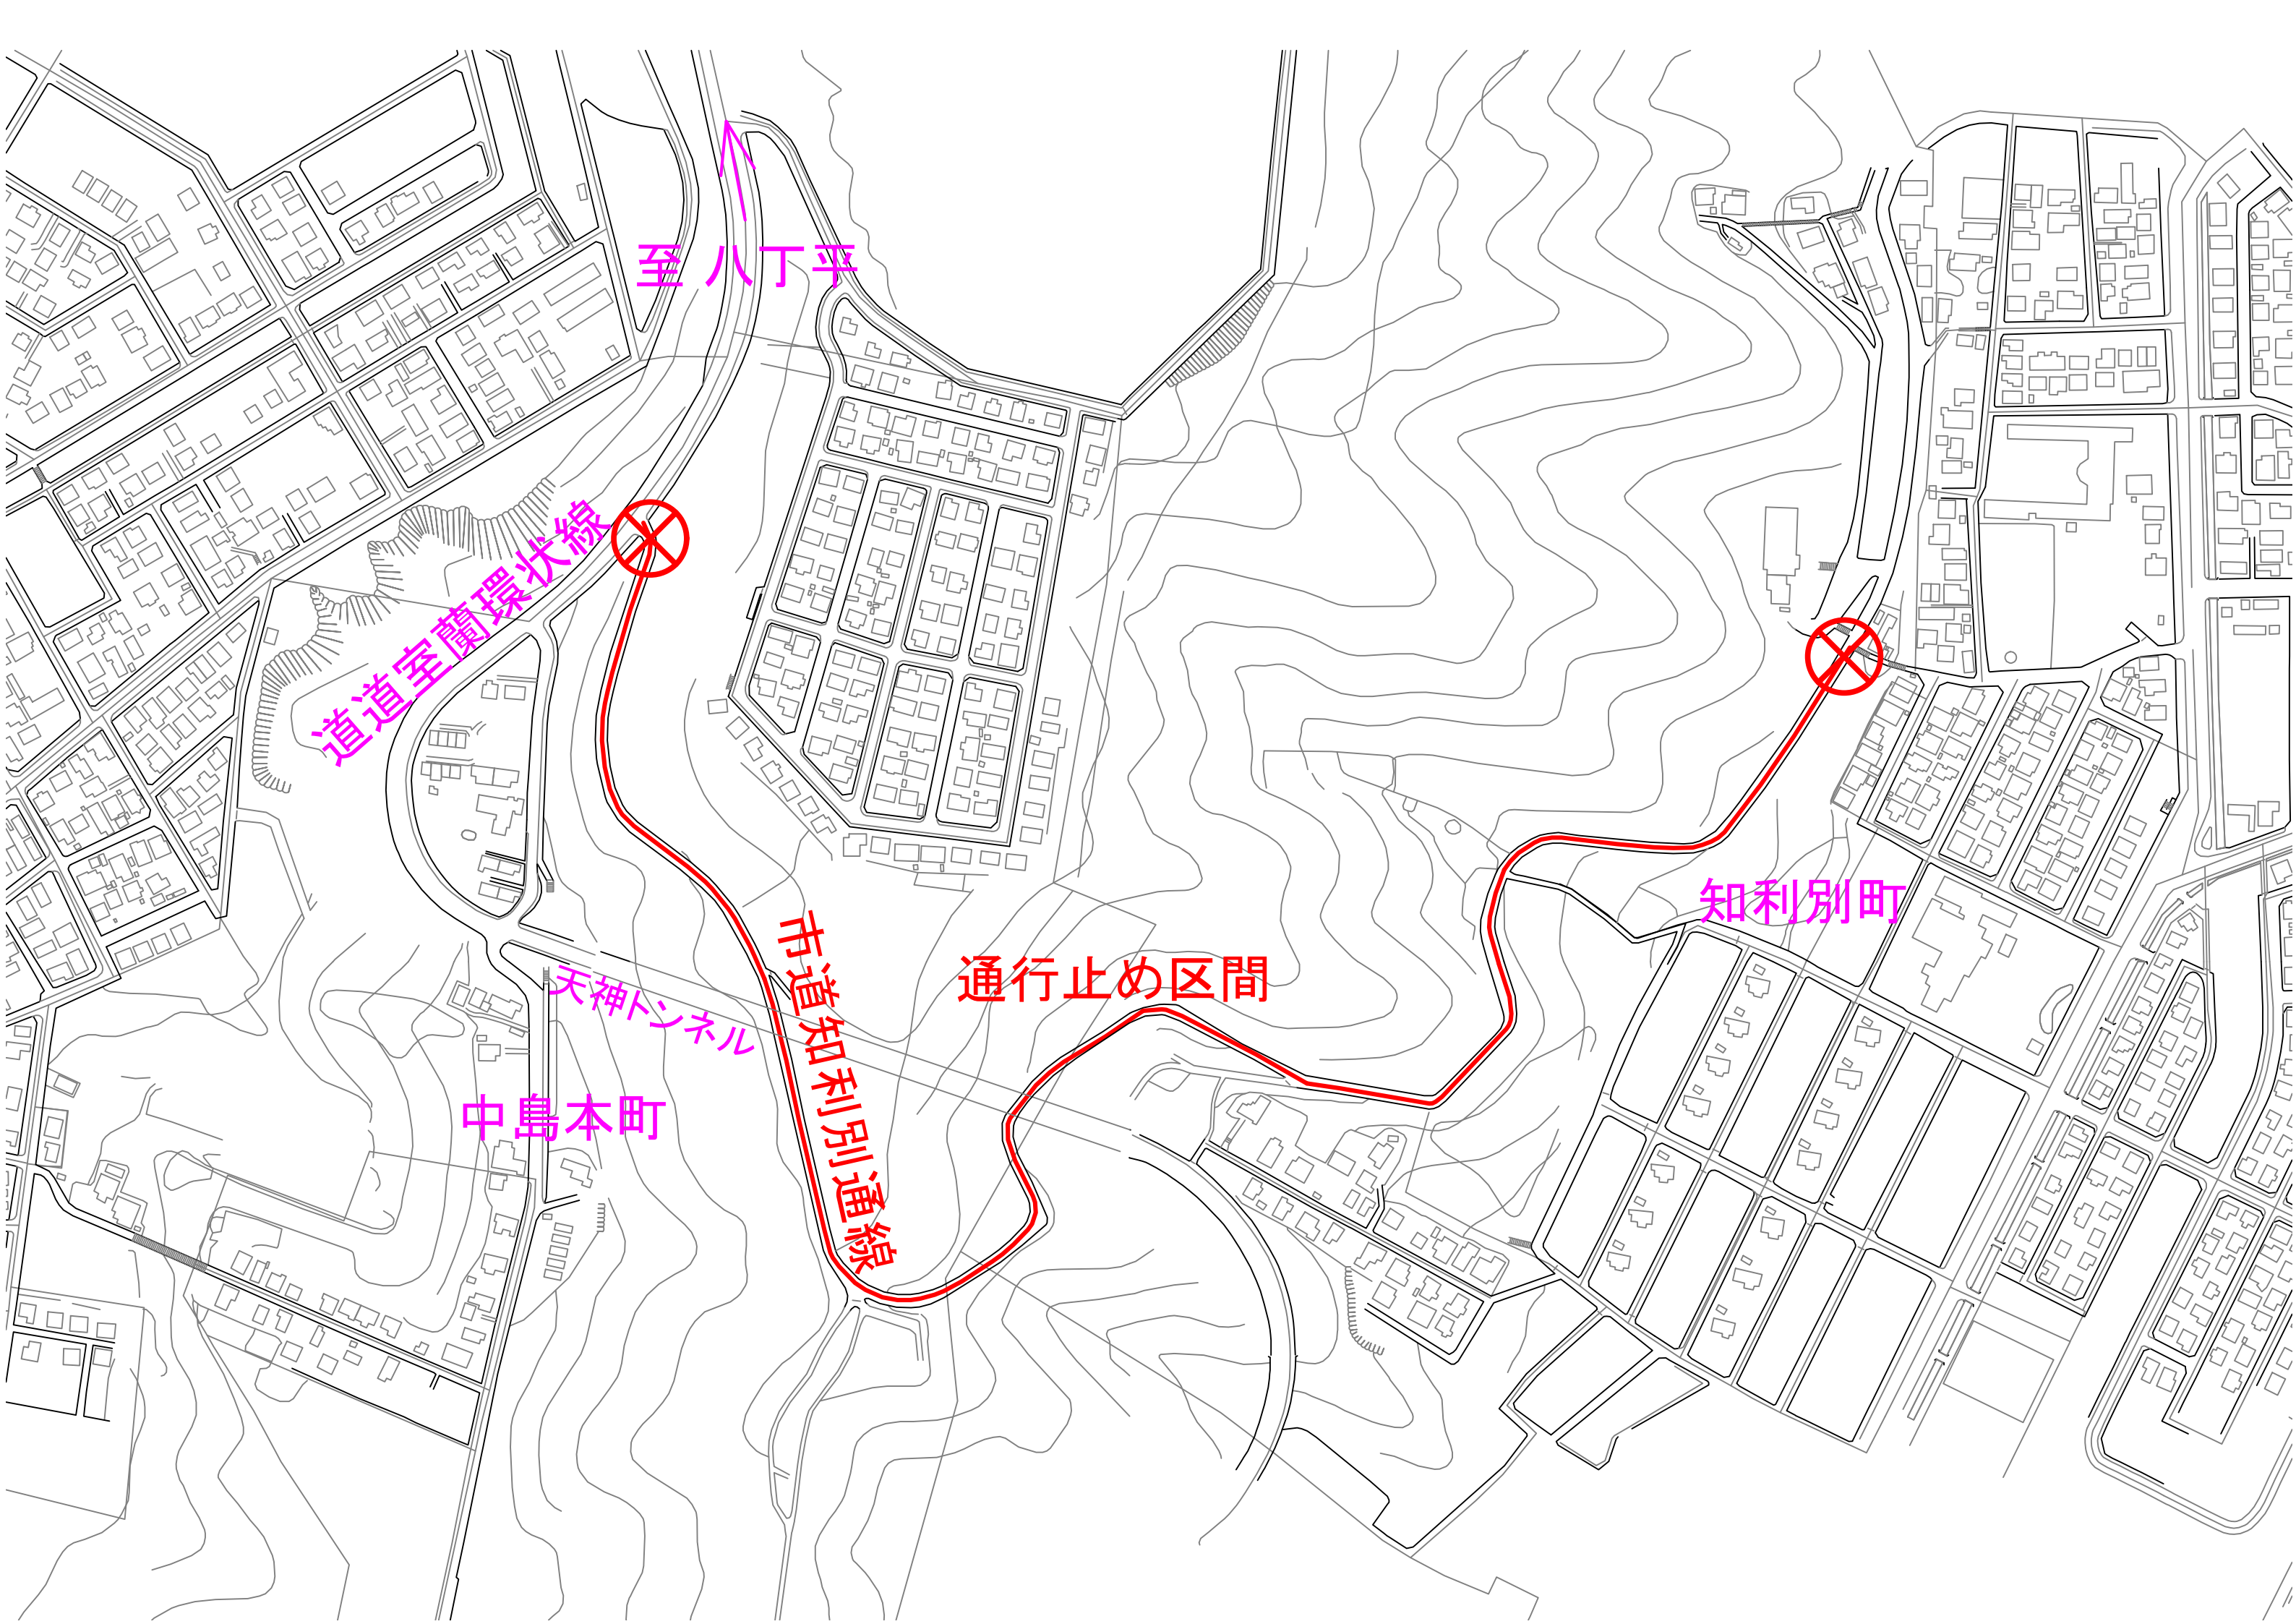 至 八丁平
道道室蘭環状線
知利別町
市道知利別通線
通行止め区間
天神トンネル
中島本町